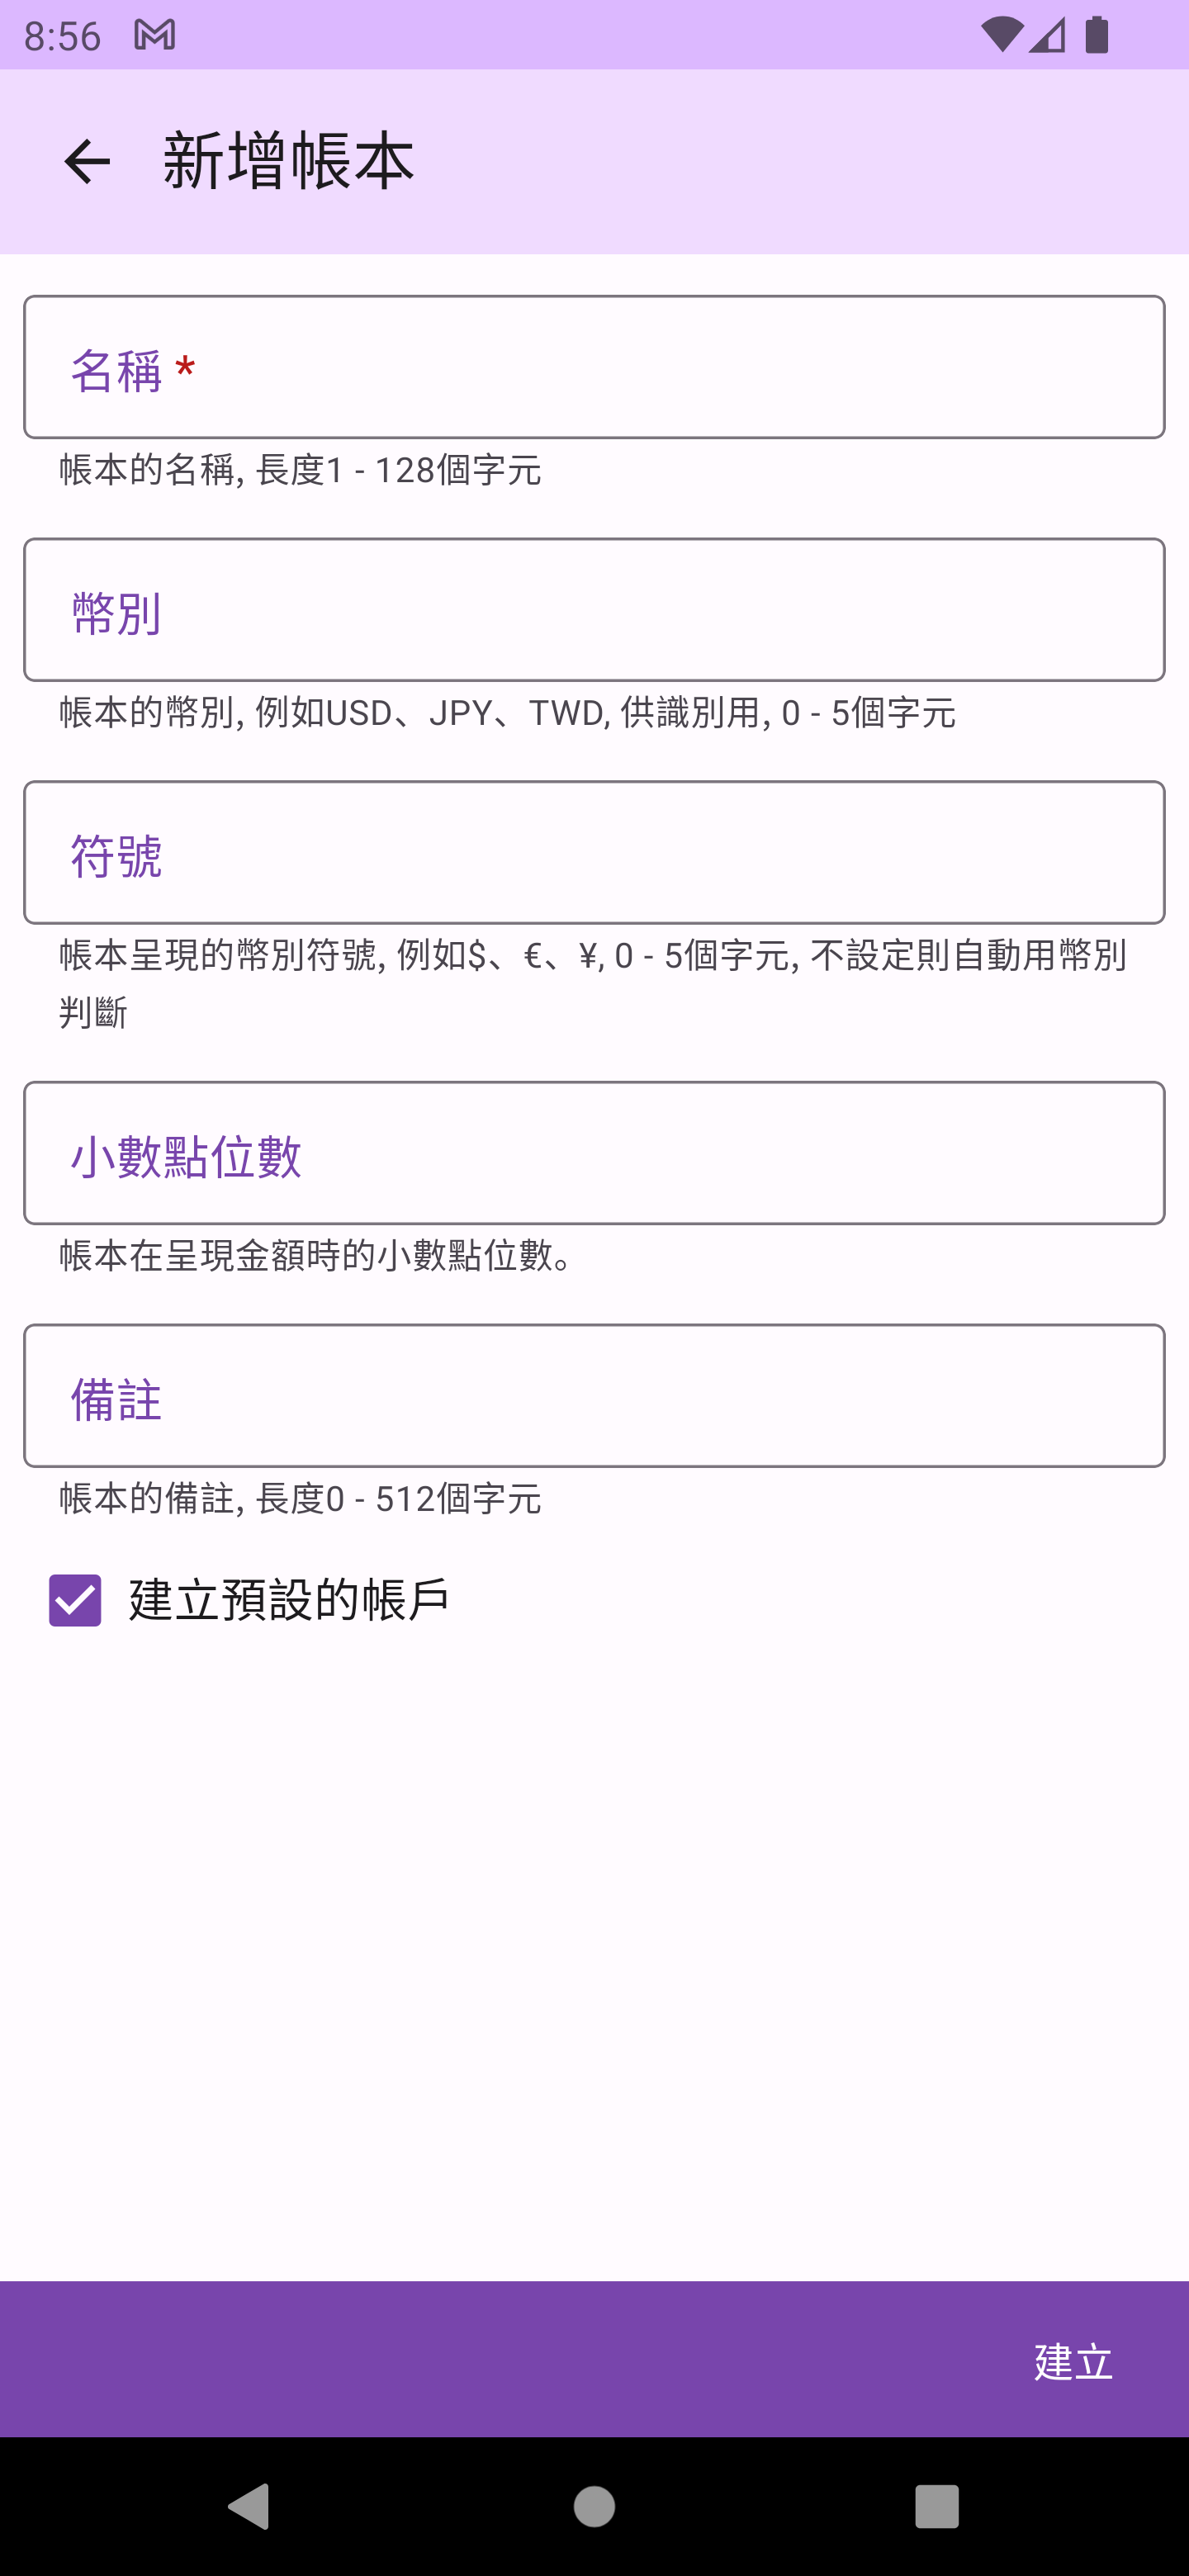 8:56
新增帳本
名稱 *
帳本的名稱, 長度1 - 128個字元
幣別
帳本的幣別, 例如USD、JPY、TWD, 供識別用, 0 - 5個字元
符號
帳本呈現的幣別符號, 例如$、€、¥, 0 - 5個字元, 不設定則自動用幣別
判斷
小數點位數
帳本在呈現金額時的小數點位數。
備註
帳本的備註, 長度0 - 512個字元
建立預設的帳戶
建立